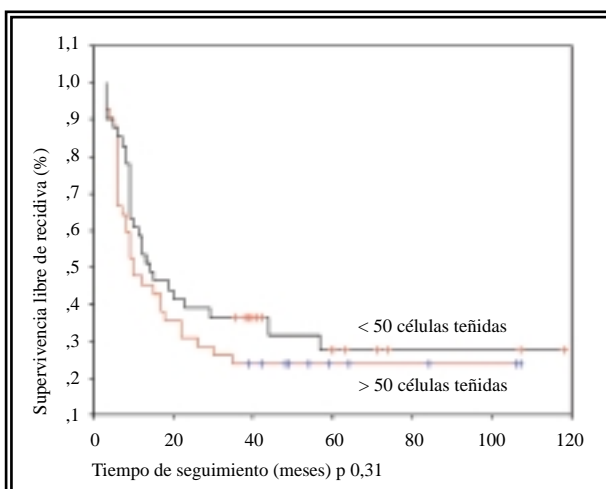 1,1
1,0
,9
,8
,7
,6
,5
,4
,3
,2
,1
Supervivencia libre de recidiva (%)
< 50 células teñidas
> 50 células teñidas
0 20 40 60 80 100 120
Tiempo de seguimiento (meses) p 0,31